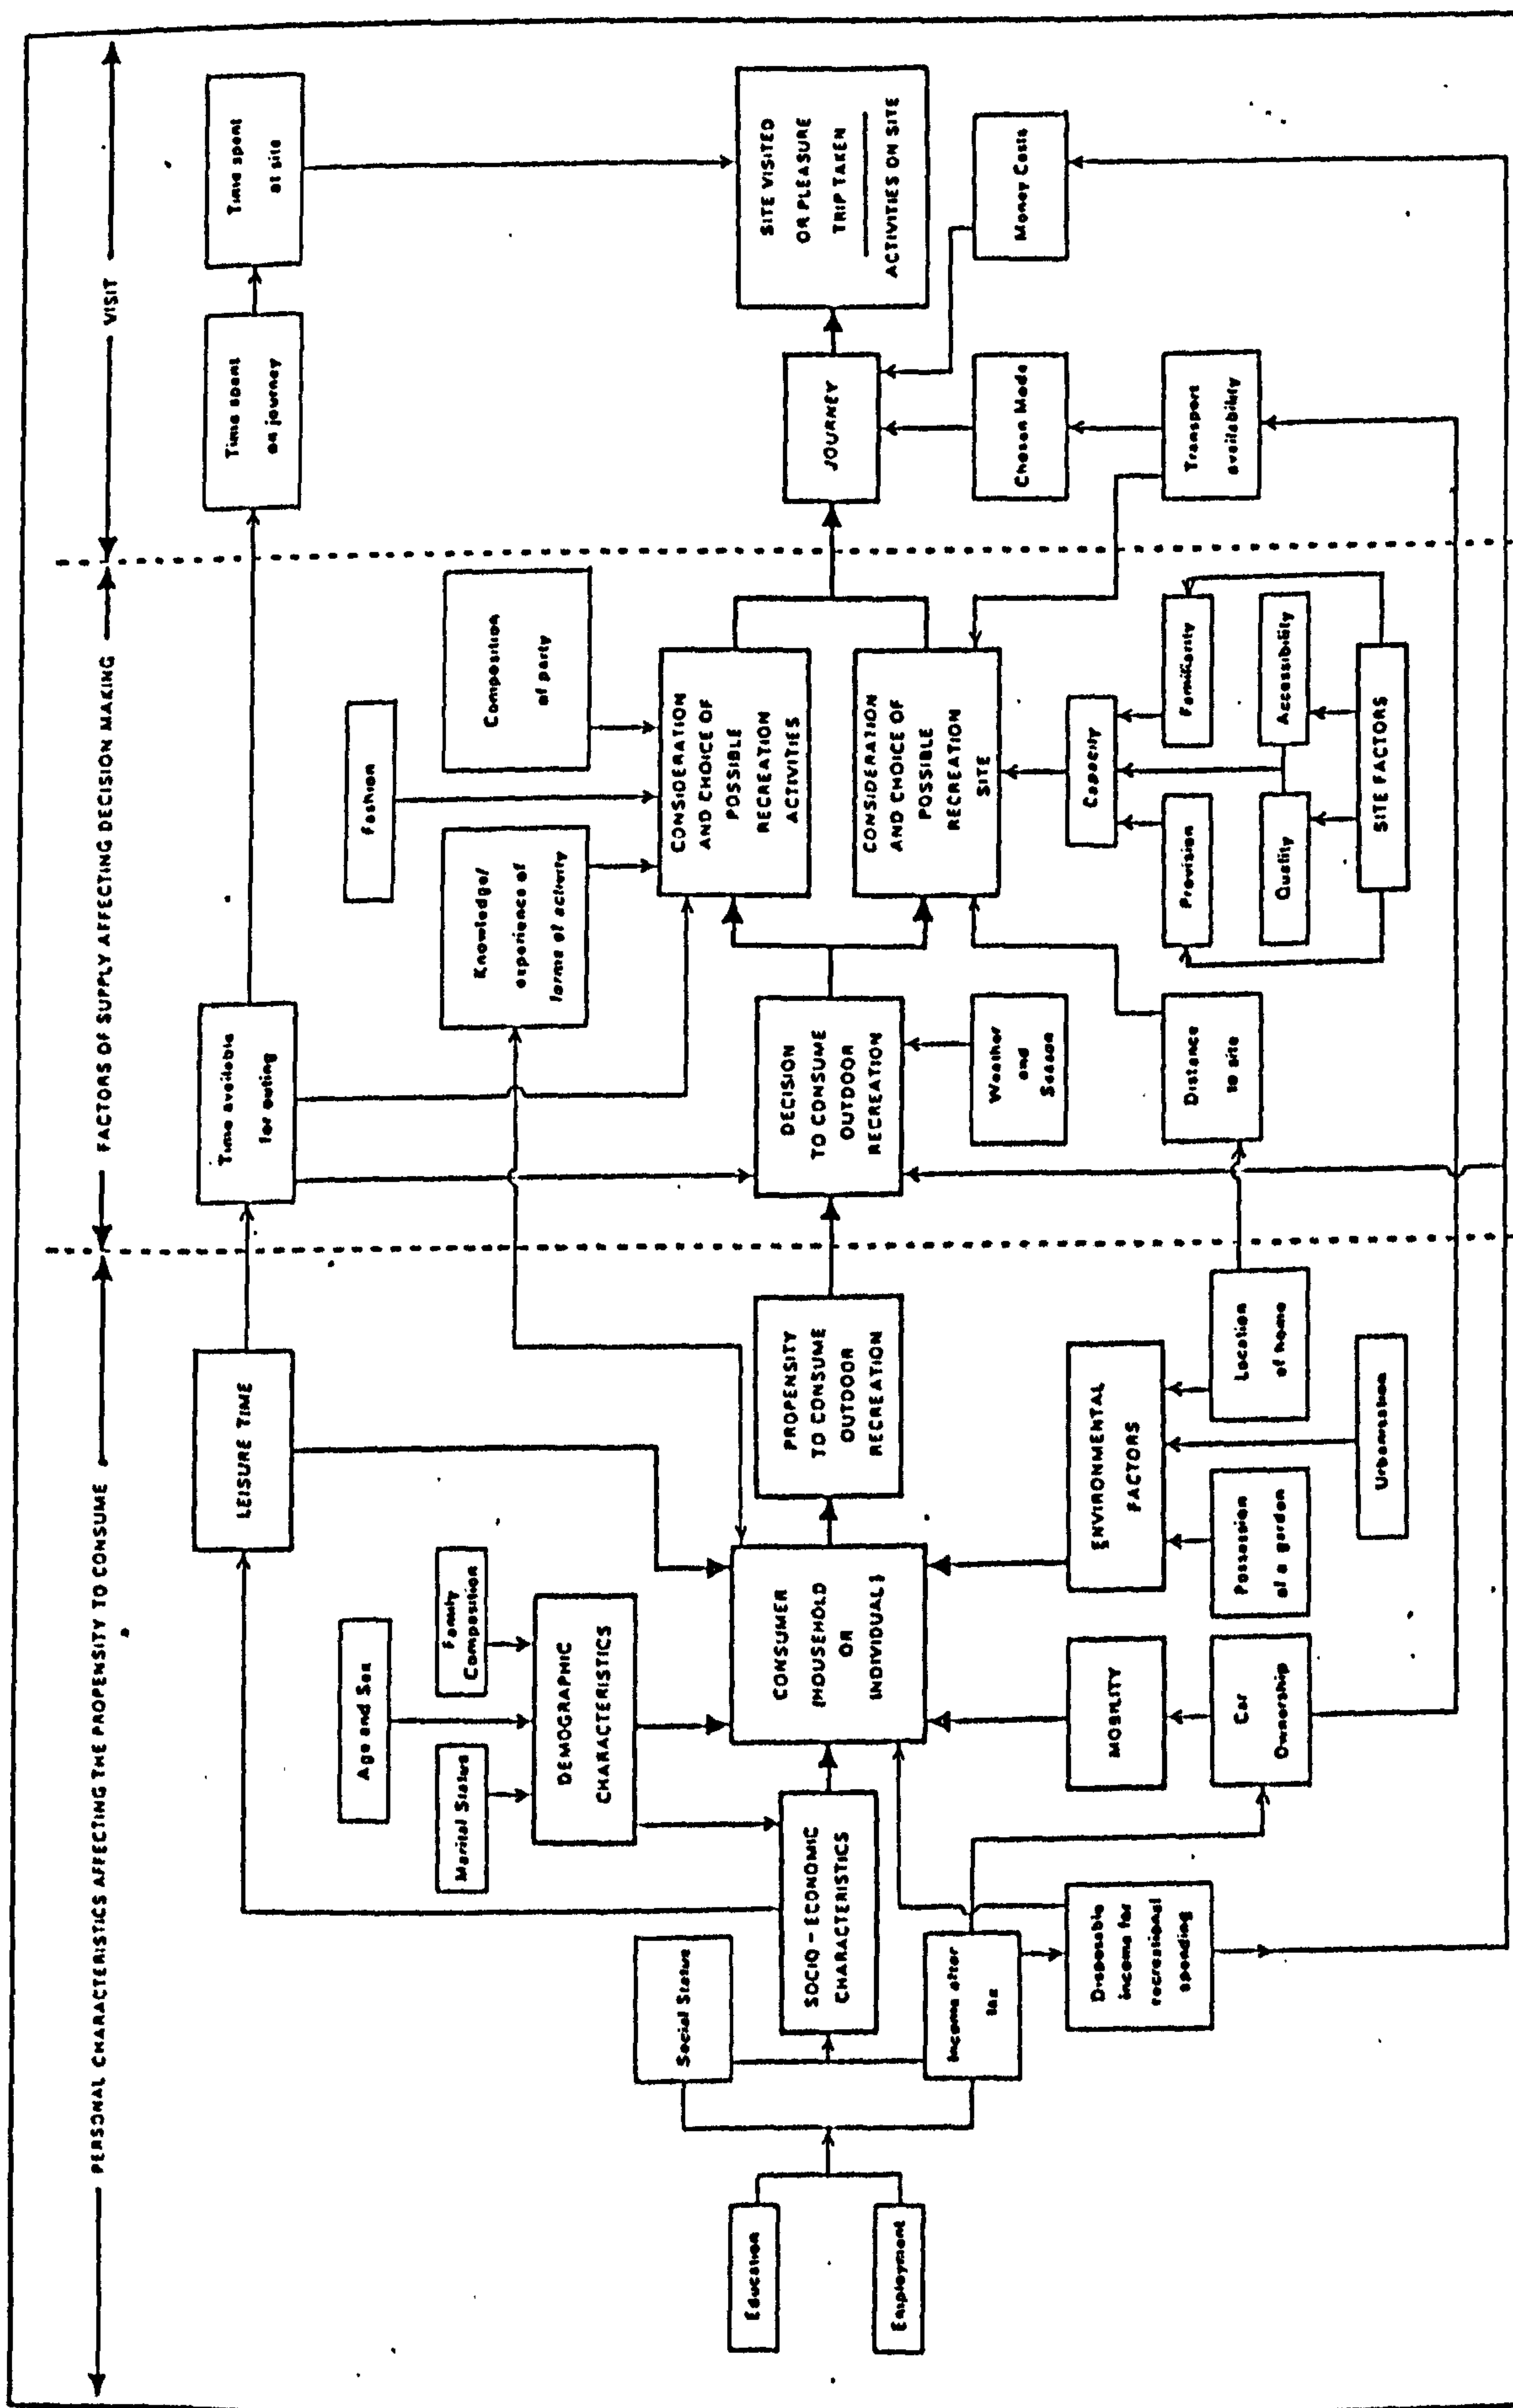 PERSONAL CHARACTERISTICS AFFECTING THE PROPENSITY TO CONSUME
FACTORS OF SUPPLY AFFECTING DECISION MAKING
VISIT
LEISURE TIME
Time available
for outing
Time spent
on journey
Time spent
at site
Age and Sex
Marital Status
Family
Composition
DEMOGRAPHIC
CHARACTERISTICS
Fashion
Knowledge/
experience of
forms of activity
Composition
of party
Education
Employment
Social Status
SOCIO-ECONOMIC
CHARACTERISTICS
Income after
tax
Disposable
income for
recreational
spending
CONSUMER
(HOUSEHOLD
OR
INDIVIDUAL)
PROPENSITY
TO CONSUME
OUTDOOR
RECREATION
DECISION
TO CONSUME
OUTDOOR
RECREATION
CONSIDERATION
AND CHOICE OF
POSSIBLE
RECREATION
ACTIVITIES
CONSIDERATION
AND CHOICE OF
POSSIBLE
RECREATION
SITE
JOURNEY
SITE VISITED
OR PLEASURE
TRIP TAKEN
ACTIVITIES ON SITE
MOBILITY
Car
Ownership
ENVIRONMENTAL
FACTORS
Possession
of a garden
Location
of home
Urbanisation
Weather
and
Season
Distance
to site
Capacity
Provision
Familiarity
Quality
Accessibility
SITE FACTORS
Chosen Mode
Money Costs
Transport
availability